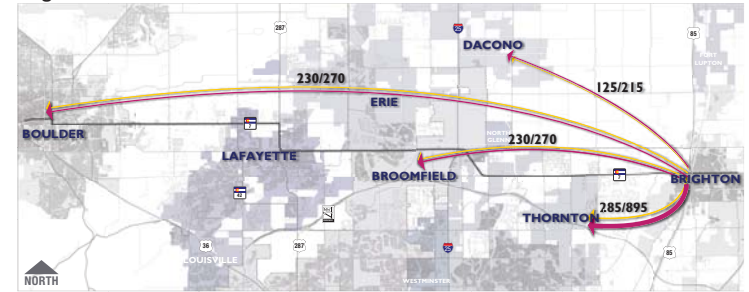 287
25
85
DACONO
FORT
LUPTON
230/270
125/215
ERIE
7
BOULDER
NORTH
GLENN
230/270
LAFAYETTE
BROOMFIELD
7
BRIGHTON
42
285/895
THORNTON
36
287
25
85
LOUISVILLE
WESTMINSTER
NORTH